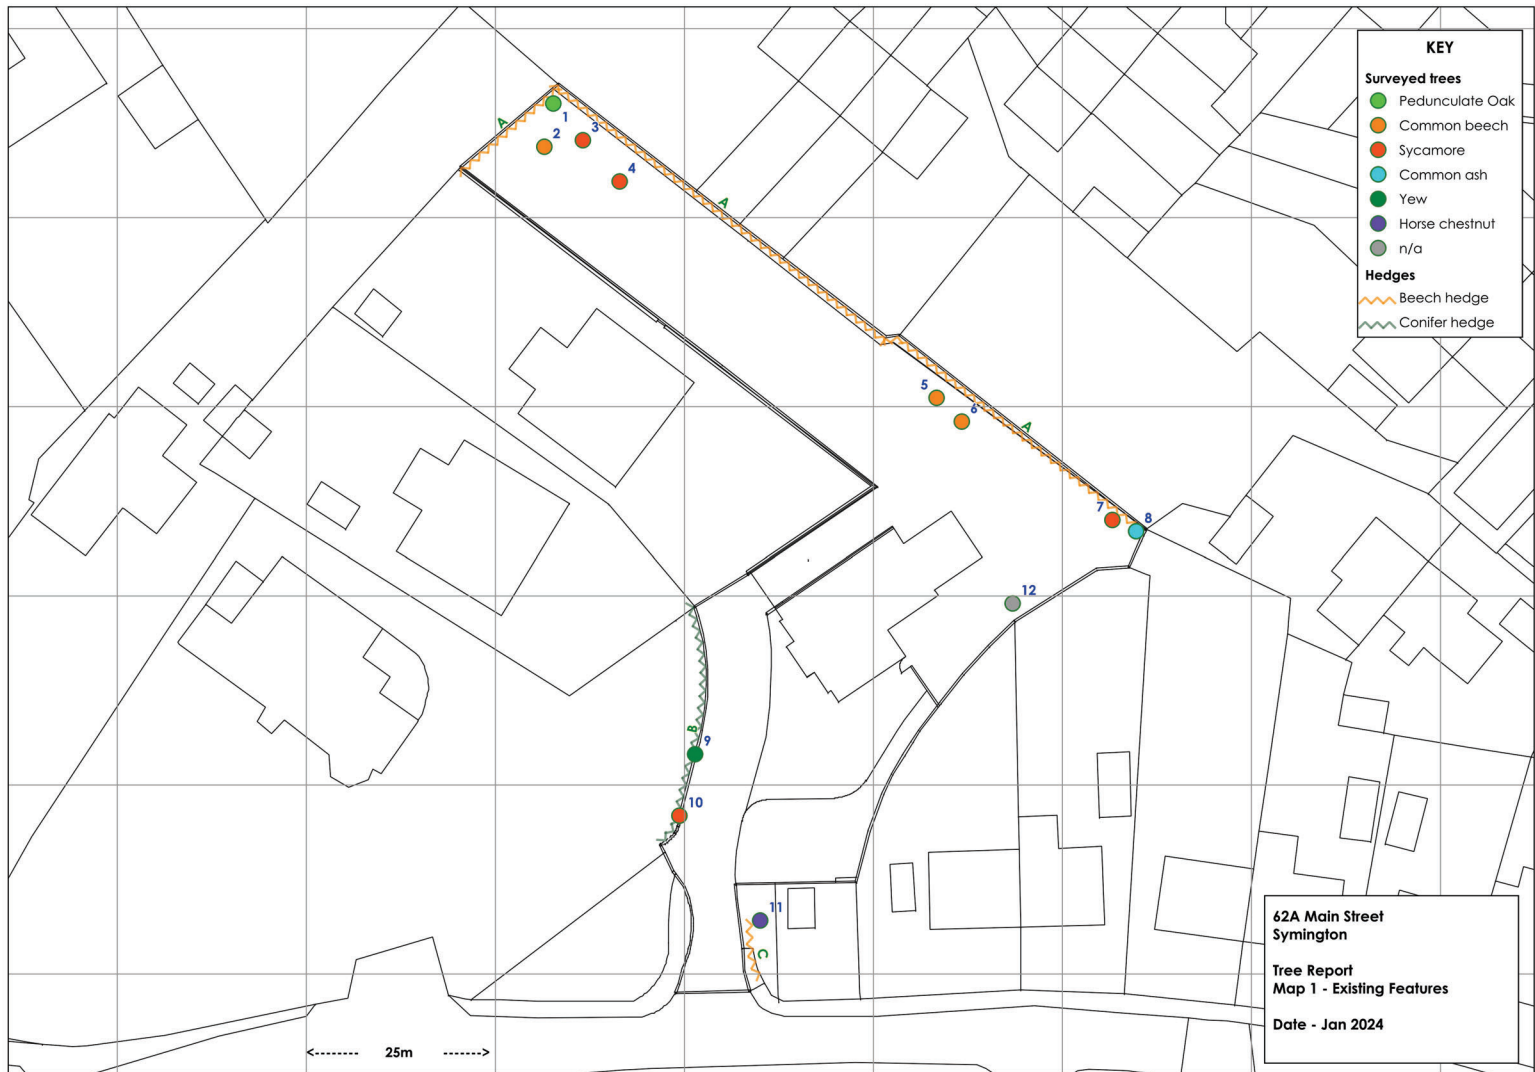 KEY
Surveyed trees
Pedunculate Oak
Common beech
Sycamore
Common ash
Yew
Horse chestnut
n/a
Hedges
Beech hedge
Conifer hedge
A
1
2
3
4
A
5
6
A
7
8
12
B
9
10
11
C
62A Main Street
Symington
Tree Report
Map 1 - Existing Features
Date - Jan 2024
25m